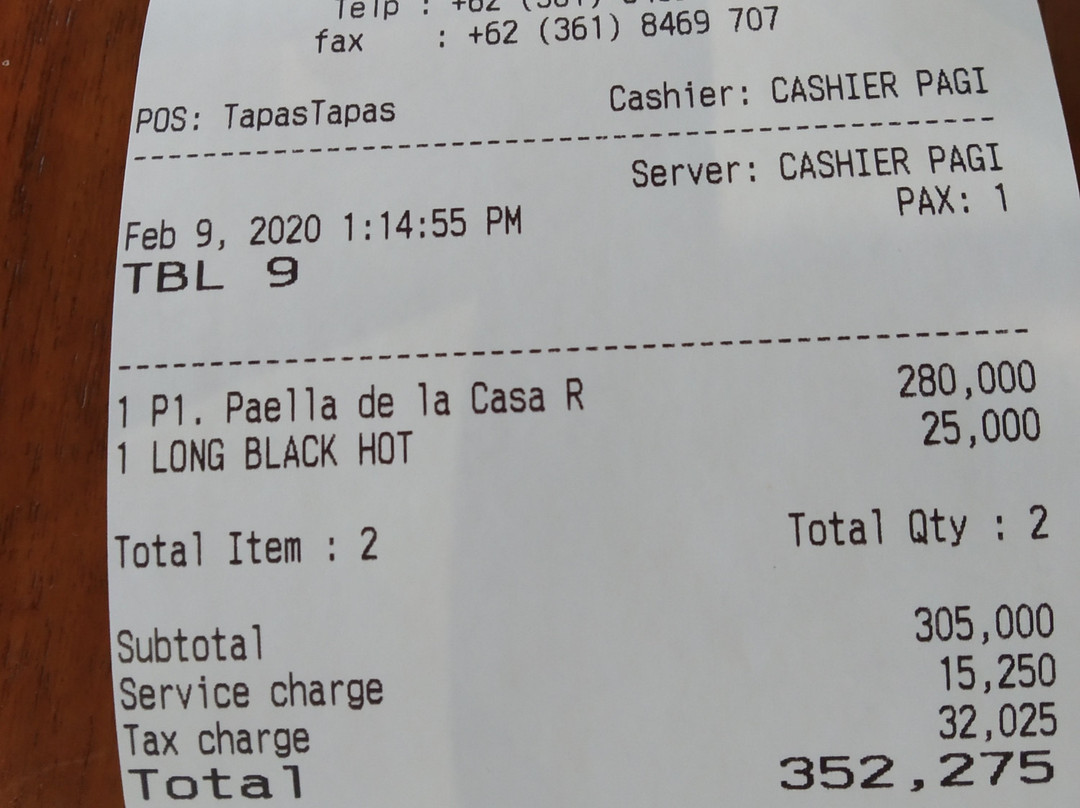 Telp : +62
fax : +62 (361) 8469 707
POS: TapasTapas Cashier: CASHIER PAGI
Server: CASHIER PAGI
Feb 9, 2020 1:14:55 PM PAX: 1
TBL 9
1 P1. Paella de la Casa R 280,000
1 LONG BLACK HOT 25,000
Total Item : 2 Total Qty : 2
Subtotal 305,000
Service charge 15,250
Tax charge 32,025
Total 352,275